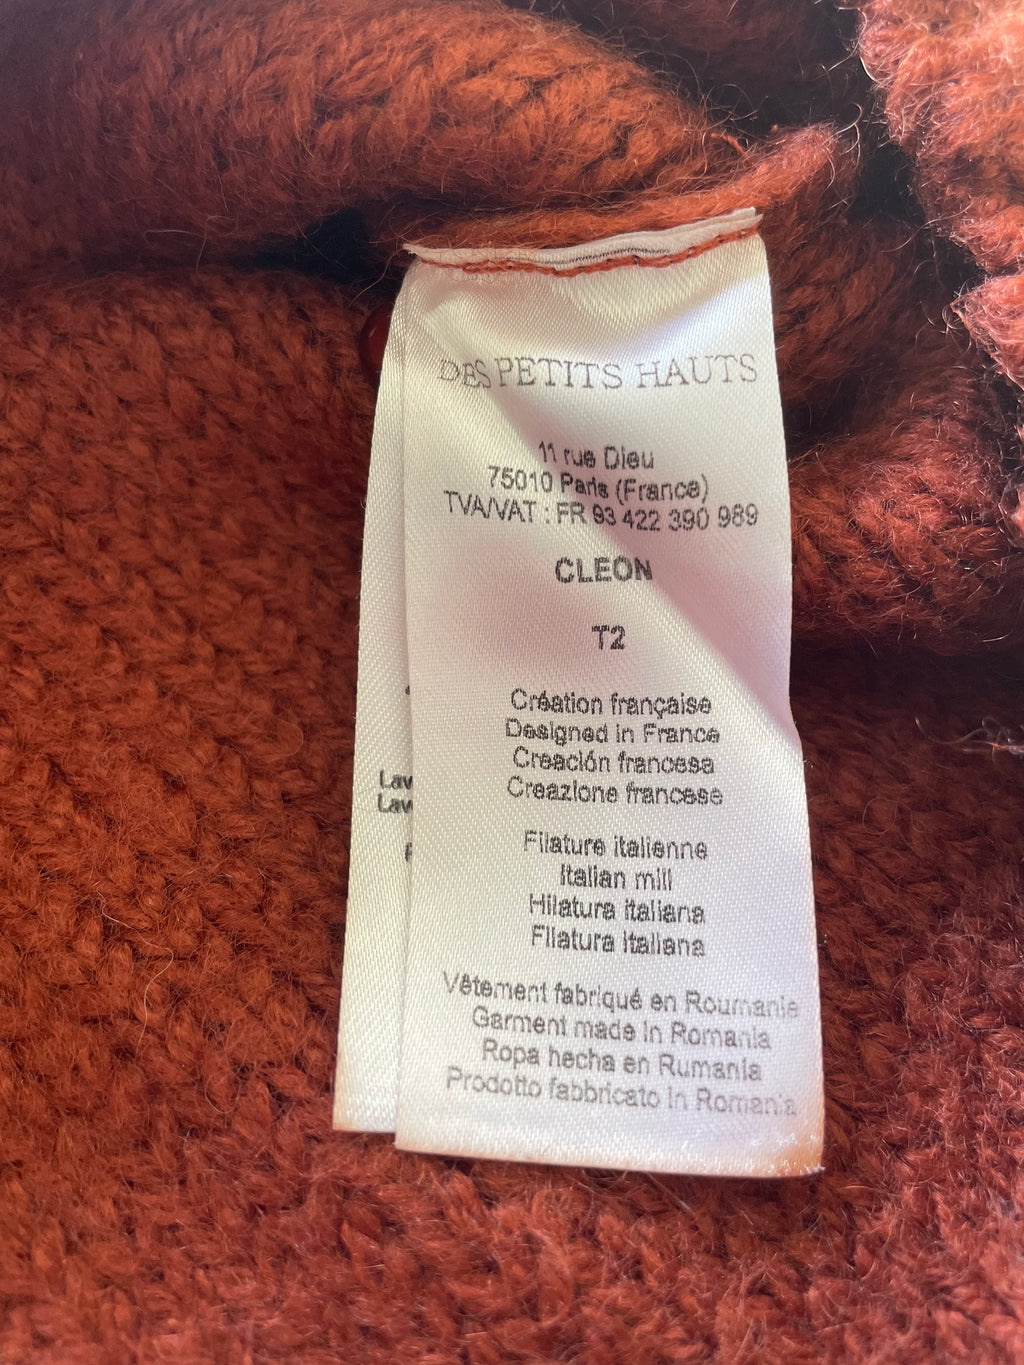 DES PETITS HAUTS
11 rue Dieu
75010 Paris (France)
TVA/VAT : FR 93 422 390 989
CLEON
T2
Création française
Designed in France
Creación francesa
Creazione francese
Filature italienne
Italian mill
Hilatura italiana
Filatura italiana
Vêtement fabriqué en Roumanie
Garment made in Romania
Ropa hecha en Rumania
Prodotto fabbricato in Romania
Lav
Lav